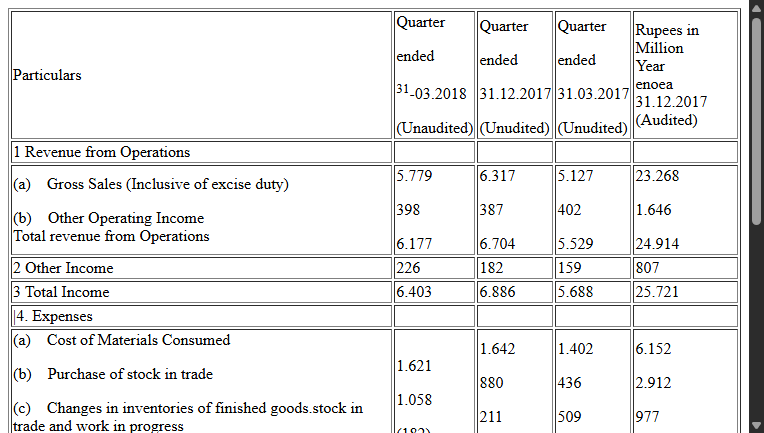 Particulars
Quarter
ended
31-03.2018
(Unaudited)
Quarter
ended
31.12.2017
(Unudited)
Quarter
ended
31.03.2017
(Unudited)
Rupees in
Million
Year
enoea
31.12.2017
(Audited)
1 Revenue from Operations
(a) Gross Sales (Inclusive of excise duty) 5.779 6.317 5.127 23.268
(b) Other Operating Income 398 387 402 1.646
Total revenue from Operations 6.177 6.704 5.529 24.914
2 Other Income 226 182 159 807
3 Total Income 6.403 6.886 5.688 25.721
|4. Expenses
(a) Cost of Materials Consumed 1.621 1.642 1.402 6.152
(b) Purchase of stock in trade 1.058 880 436 2.912
(c) Changes in inventories of finished goods.stock in
trade and work in progress (182) 211 509 977